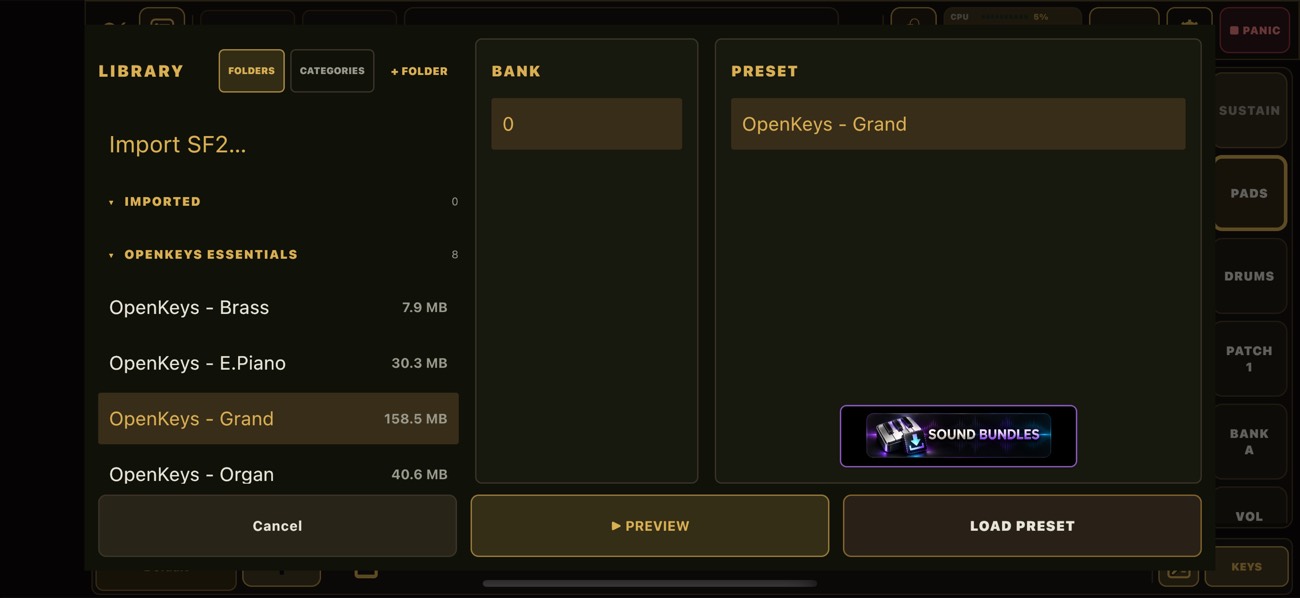 CPU 5%
PANIC
LIBRARY
FOLDERS
CATEGORIES
+ FOLDER
Import SF2...
IMPORTED 0
OPENKEYS ESSENTIALS 8
OpenKeys - Brass 7.9 MB
OpenKeys - E.Piano 30.3 MB
OpenKeys - Grand 158.5 MB
OpenKeys - Organ 40.6 MB
BANK
0
PRESET
OpenKeys - Grand
SOUND BUNDLES
Cancel
PREVIEW
LOAD PRESET
SUSTAIN
PADS
DRUMS
PATCH
1
BANK
A
VOL
KEYS